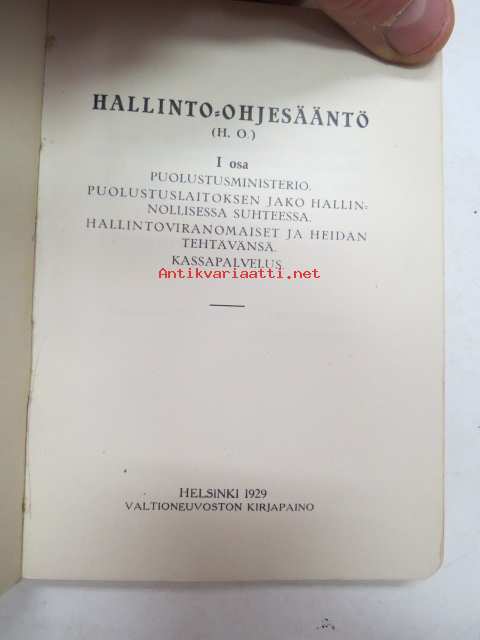 HALLINTO=OHJESÄÄNTÖ
(H. O.)
I osa
PUOLUSTUSMINISTERIO.
PUOLUSTUSLAITOKSEN JAKO HALLIN=
NOLLISESSA SUHTEESSA.
HALLINTOVIRANOMAISET JA HEIDÄN
TEHTÄVÄNSÄ.
KASSAPALVELUS.
Antikvariaatti.net
HELSINKI 1929
VALTIONEUVOSTON KIRJAPAINO